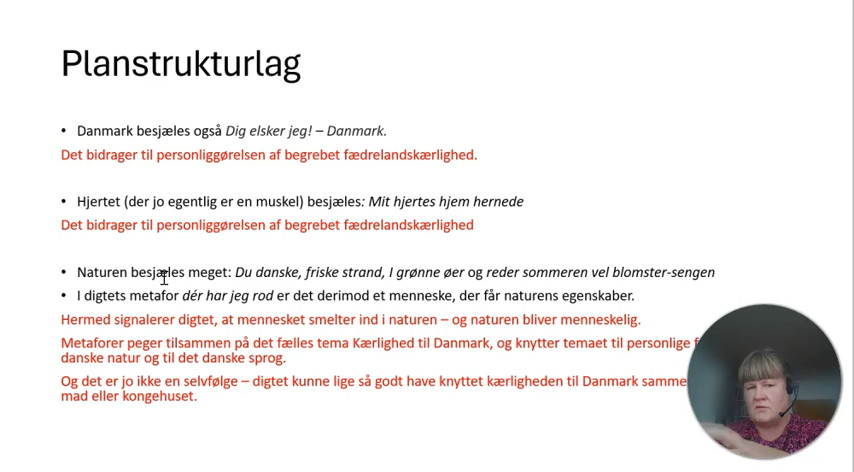 Planstrukturlag
• Danmark besjæles også Dig elsker jeg! – Danmark.
Det bidrager til personliggørelsen af begrebet fædrelandskærlighed.
• Hjertet (der jo egentlig er en muskel) besjæles: Mit hjertes hjem hernede
Det bidrager til personliggørelsen af begrebet fædrelandskærlighed
• Naturen besjæles meget: Du danske, friske strand, I grønne øer og reder sommeren vel blomster-sengen
• I digtets metafor dér har jeg rod er det derimod et menneske, der får naturens egenskaber.
Hermed signalerer digtet, at mennesket smelter ind i naturen – og naturen bliver menneskelig.
Metaforer peger tilsammen på det fælles tema Kærlighed til Danmark, og knytter temaet til personlige
danske natur og til det danske sprog.
Og det er jo ikke en selvfølge – digtet kunne lige så godt have knyttet kærligheden til Danmark
mad eller kongehuset.